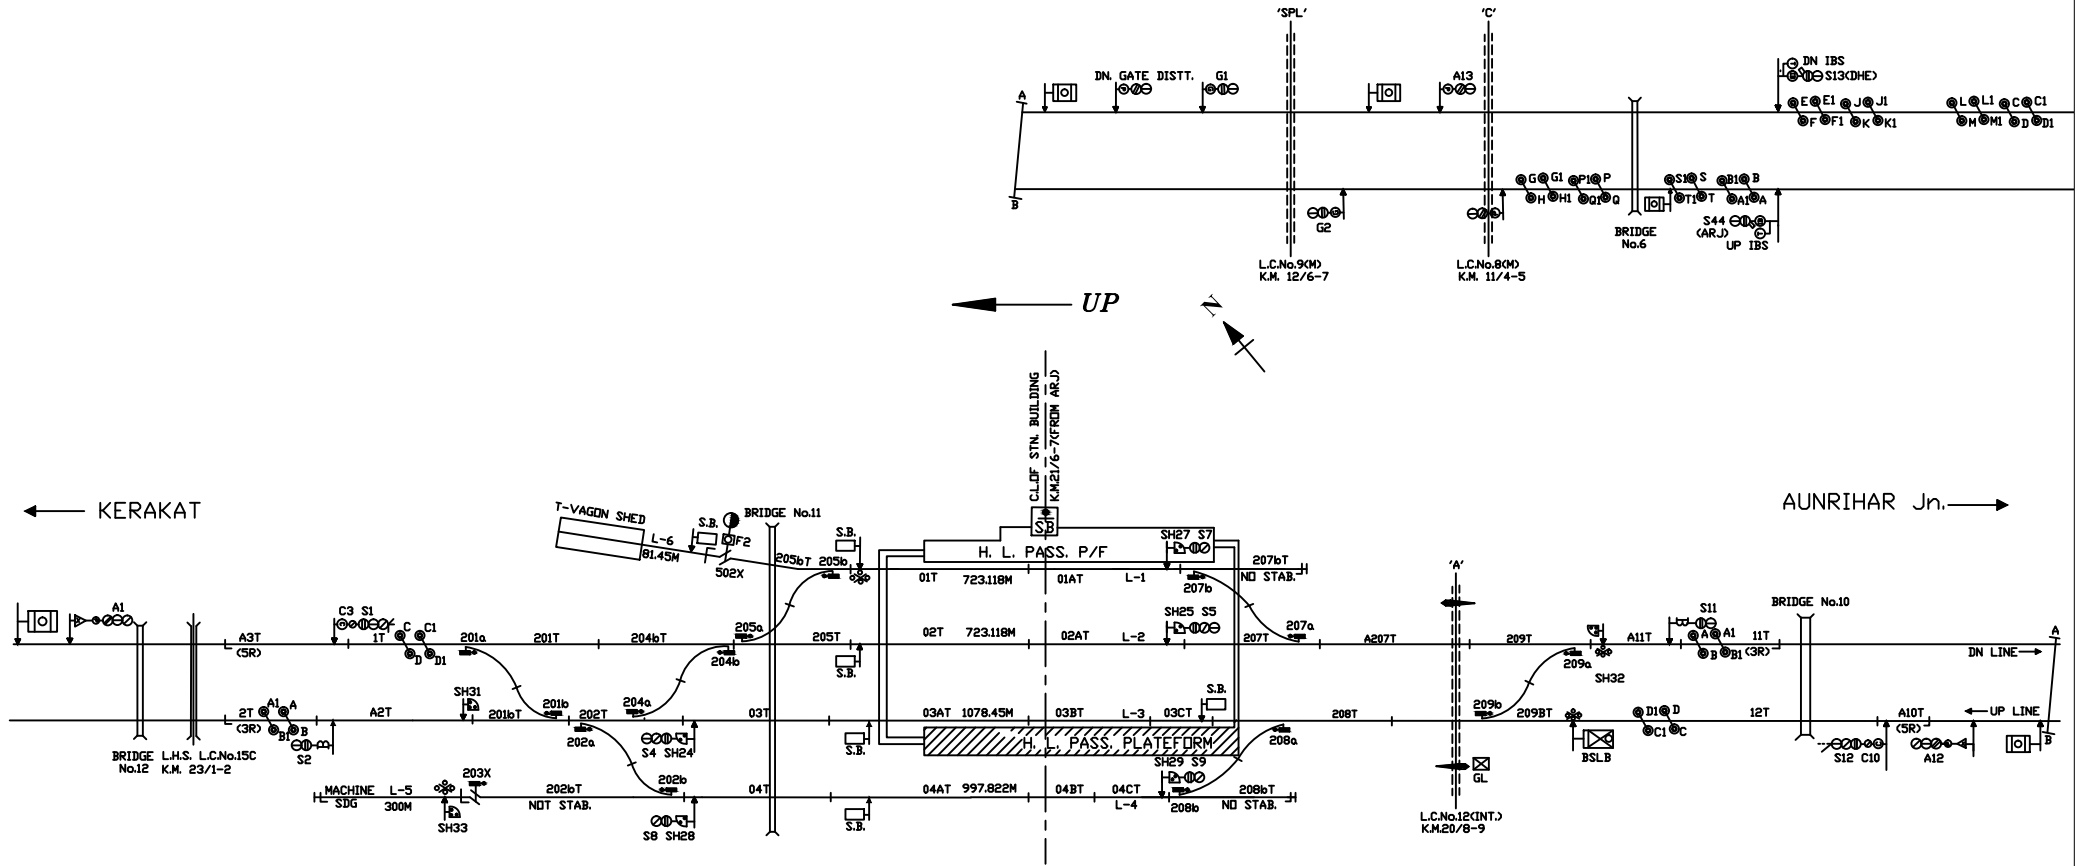 'SPL'
'C'
DN IBS
S13(DHE)
DN. GATE DISTT.
G1
A13
A
E
E1
J
J1
L
L1
C
C1
F
F1
K
K1
M
M1
D
D1
G
G1
P1
P
S1
S
B1
B
H
H1
Q1
Q
T1
T
A1
A
B
G2
BRIDGE
No.6
S44
(ARJ)
UP IBS
L.C.No.9(M)
K.M. 12/6-7
L.C.No.8(M)
K.M. 11/4-5
UP
N
C.L.OF STN. BUILDING
K.M.21/6-7(FROM ARJ)
KERAKAT
AUNRIHAR Jn.
T-VAGON SHED
S.B.
BRIDGE No.11
F2
L-6
81.45M
502X
205bT
205b
S.B.
S.B
H. L. PASS. P/F
SH27 S7
01T
723.118M
01AT
L-1
207bT
NO STAB.
207b
'A'
A1
C3 S1
A3T
(5R)
1T
C
C1
D
D1
201a
201T
204bT
205a
204b
205T
S.B.
02T
723.118M
02AT
L-2
SH25 S5
207T
207a
A207T
209T
209a
SH32
A11T
S11
A
A1
B
B1
11T
(3R)
BRIDGE No.10
A
DN LINE
SH31
2T
(3R)
A1
A
B1
B
A2T
S2
201bT
201b
202T
202a
204a
03T
S4 SH24
S.B.
03AT
1078.45M
03BT
L-3
03CT
S.B.
208T
208a
209b
209BT
D1
D
C1
C
12T
UP LINE
A10T
(5R)
B
H. L. PASS. PLATEFORM
BRIDGE
No.12
L.H.S. L.C.No.15C
K.M. 23/1-2
BSLB
S12 C10
A12
GL
SH29 S9
MACHINE
SDG
L-5
300M
203X
SH33
202bT
NOT STAB.
202b
04T
S8 SH28
S.B.
04AT
997.822M
04BT
04CT
L-4
208b
208bT
NO STAB.
L.C.No.12(INT.)
K.M.20/8-9